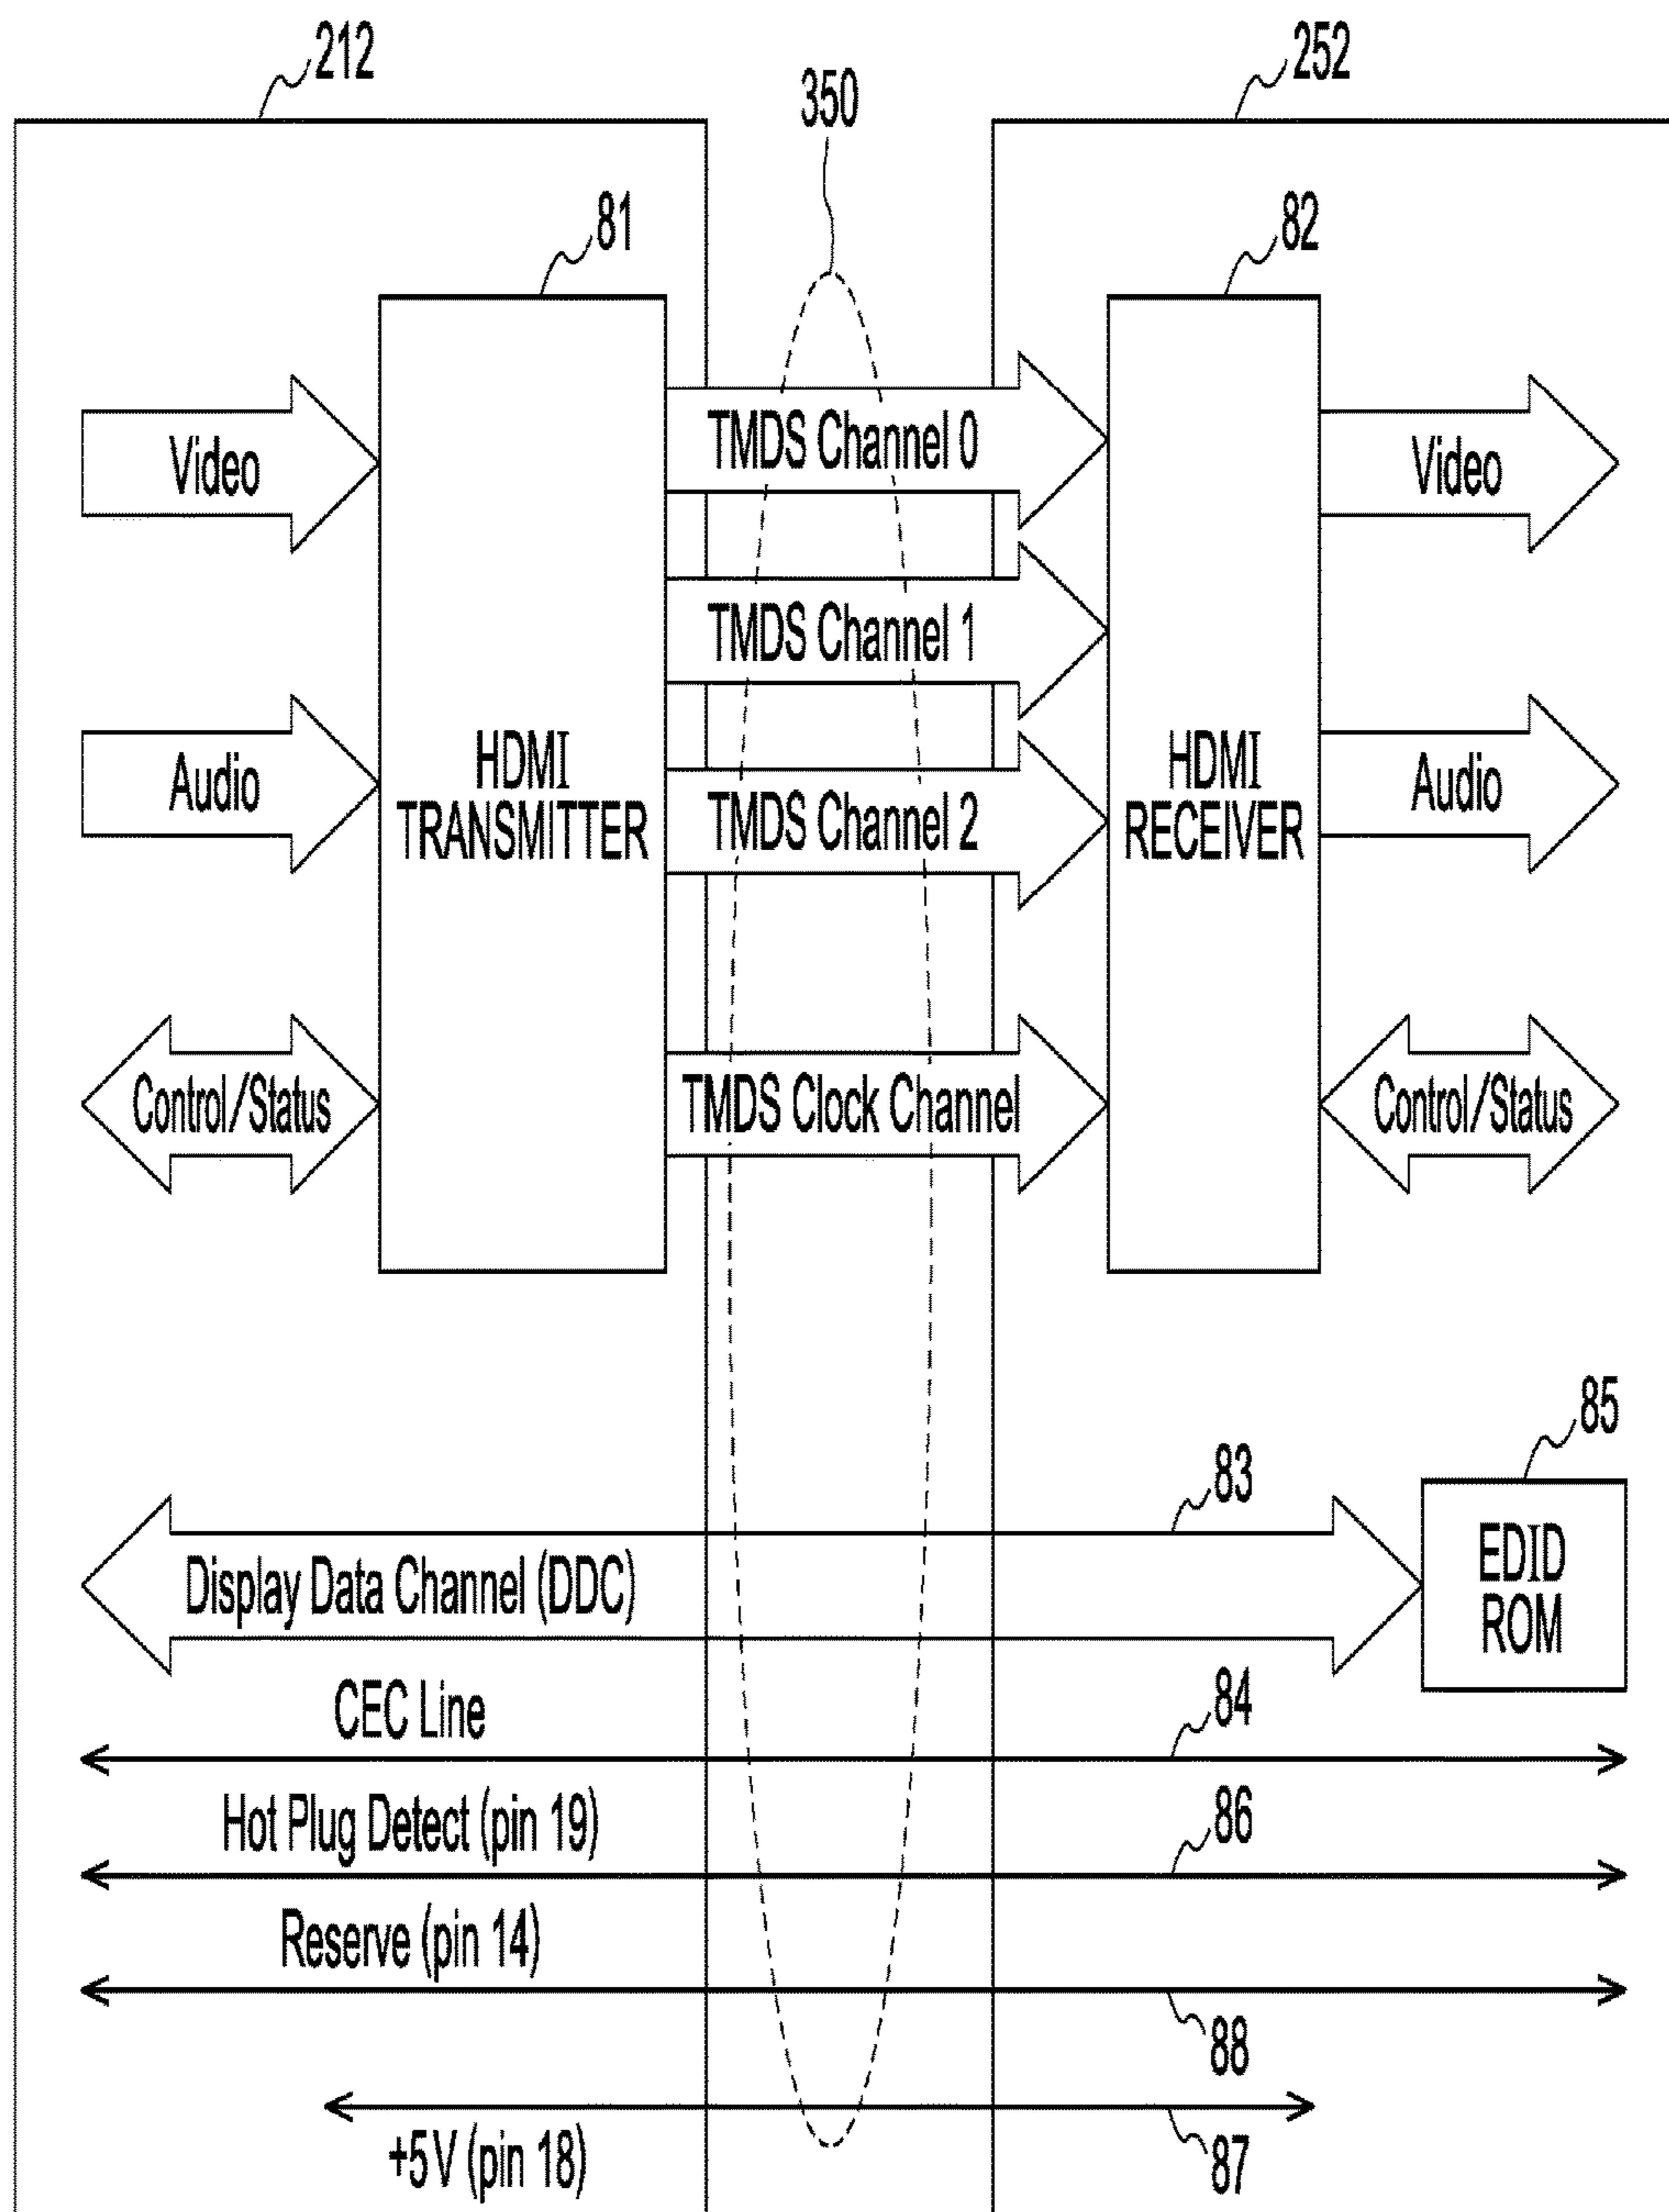 212
252
350
81
82
Video
TMDS Channel 0
Video
TMDS Channel 1
Audio
HDMI
TRANSMITTER
TMDS Channel 2
HDMI
RECEIVER
Audio
Control/Status
TMDS Clock Channel
Control/Status
85
83
Display Data Channel (DDC)
EDID
ROM
CEC Line
84
Hot Plug Detect (pin 19)
86
Reserve (pin 14)
88
+5V (pin 18)
87